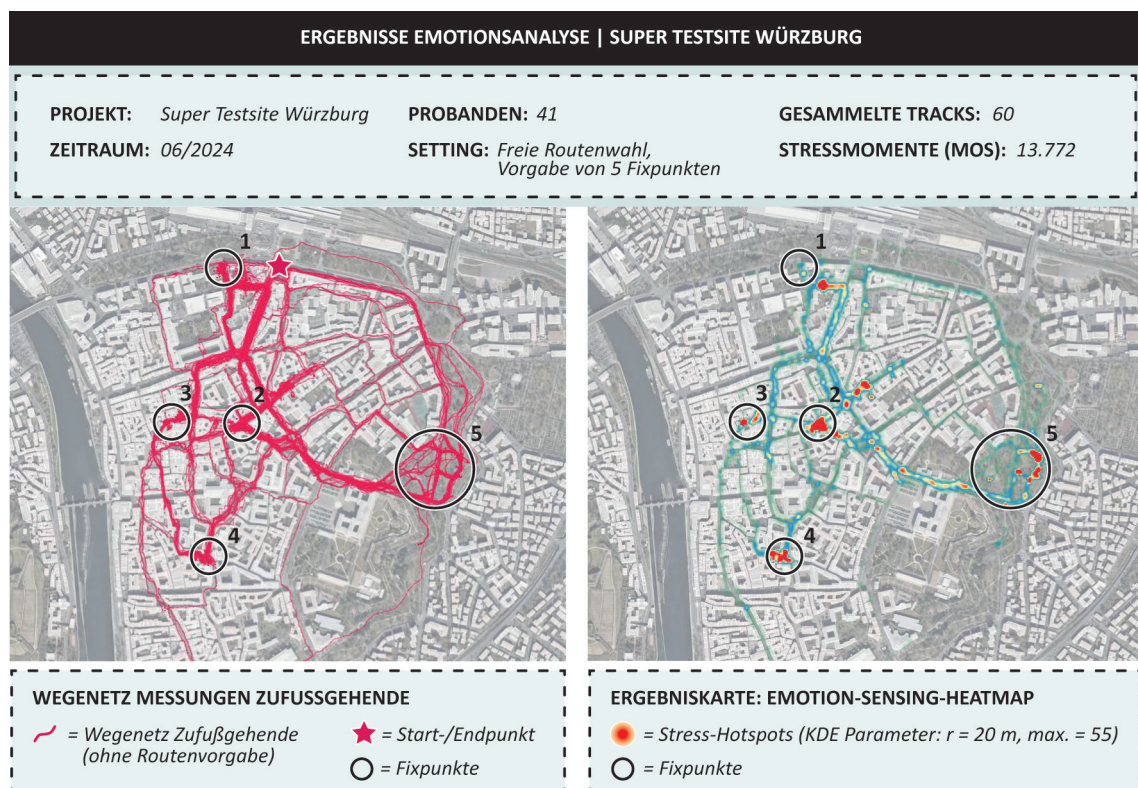 ERGEBNISSE EMOTIONSANALYSE | SUPER TESTSITE WÜRZBURG
PROJEKT: Super Testsite Würzburg
PROBANDEN: 41
GESAMMELTE TRACKS: 60
ZEITRAUM: 06/2024
SETTING: Freie Routenwahl,
Vorgabe von 5 Fixpunkten
STRESSMOMENTE (MOS): 13.772
1
2
3
4
5
1
2
3
4
5
WEGENETZ MESSUNGEN ZUFUSSGEHENDE
= Wegenetz Zufußgehende
(ohne Routenvorgabe)
= Start-/Endpunkt
= Fixpunkte
ERGEBNISKARTE: EMOTION-SENSING-HEATMAP
= Stress-Hotspots (KDE Parameter: r = 20 m, max. = 55)
= Fixpunkte